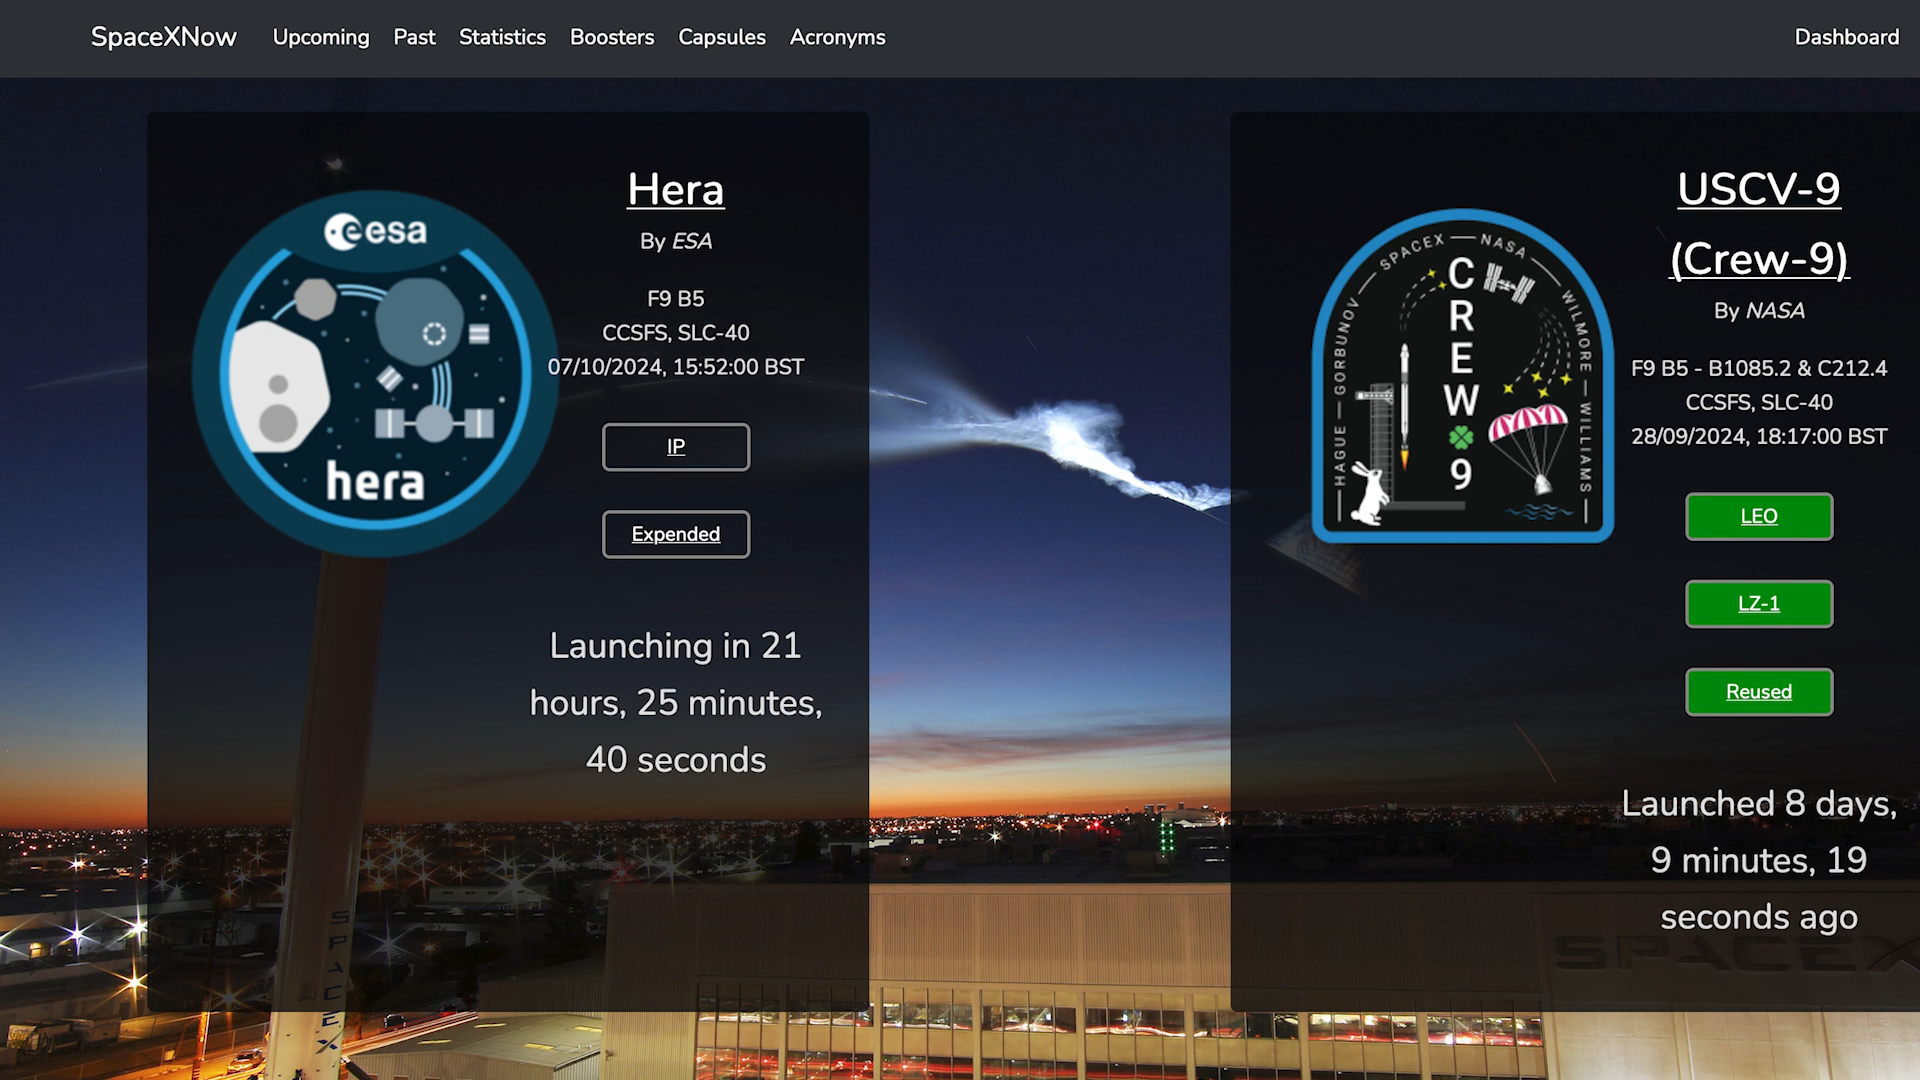 SpaceXNow Upcoming Past Statistics Boosters Capsules Acronyms Dashboard
esa
hera
Hera
By ESA
F9 B5
CCSFS, SLC-40
07/10/2024, 15:52:00 BST
IP
Expended
Launching in 21
hours, 25 minutes,
40 seconds
SPACEX — NASA
HAGUE — GORBUNOV
WILMORE — WILLIAMS
CREW
9
USCV-9
(Crew-9)
By NASA
F9 B5 - B1085.2 & C212.4
CCSFS, SLC-40
28/09/2024, 18:17:00 BST
LEO
LZ-1
Reused
Launched 8 days,
9 minutes, 19
seconds ago
SPACEX
SPACEX